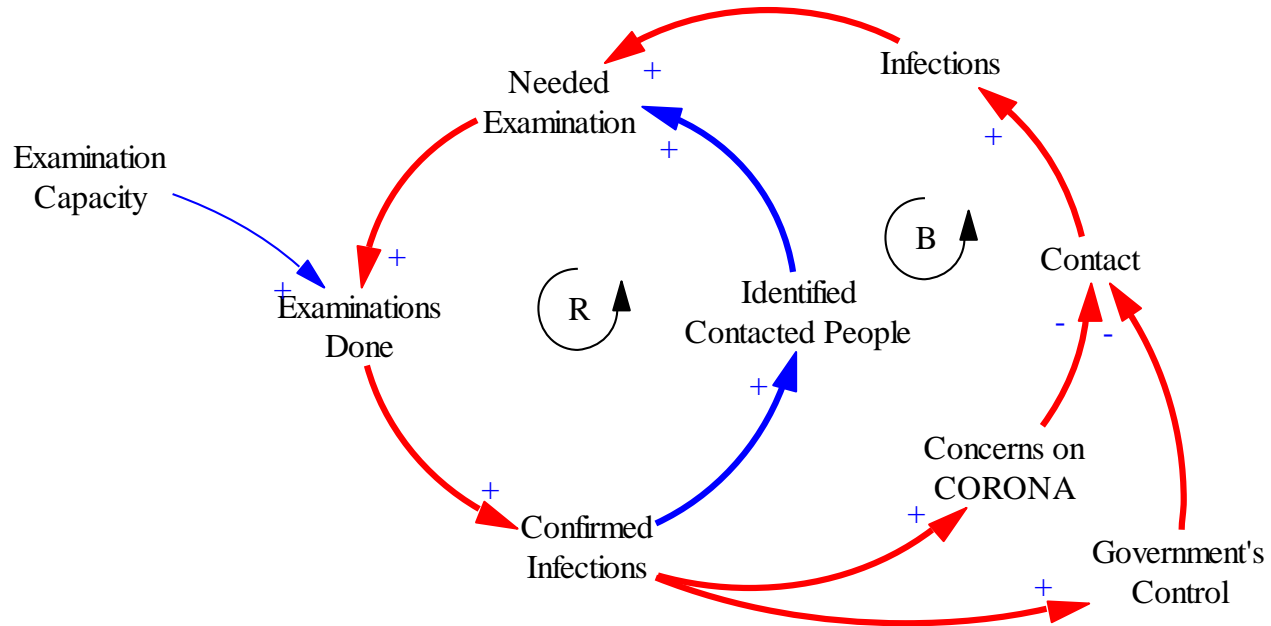 Infections
+
Needed
Examination
+
+
Examination
Capacity
+
B
Contact
+
+
Examinations
Done
R
Identified
Contacted People
-
-
+
Concerns on
CORONA
+
+
Confirmed
Infections
Government's
Control
+